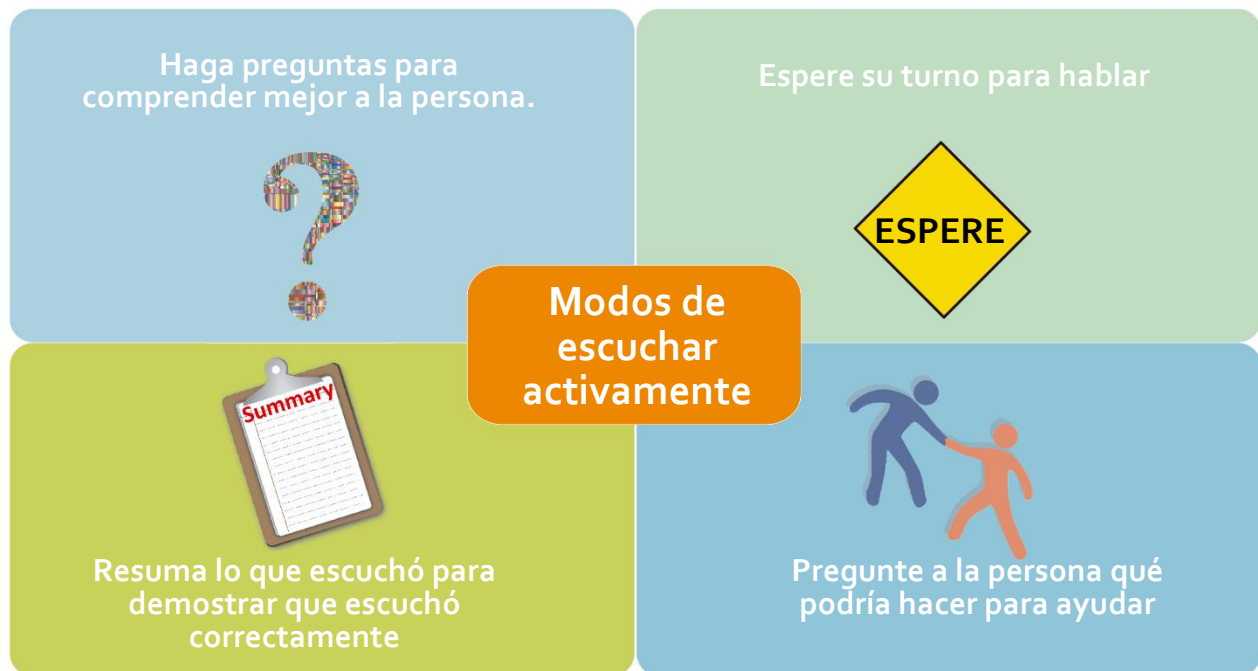 Haga preguntas para
comprender mejor a la persona.
Espere su turno para hablar
ESPERE
Modos de
escuchar
activamente
Summary
Resuma lo que escuchó para
demostrar que escuchó
correctamente
Pregunte a la persona qué
podría hacer para ayudar